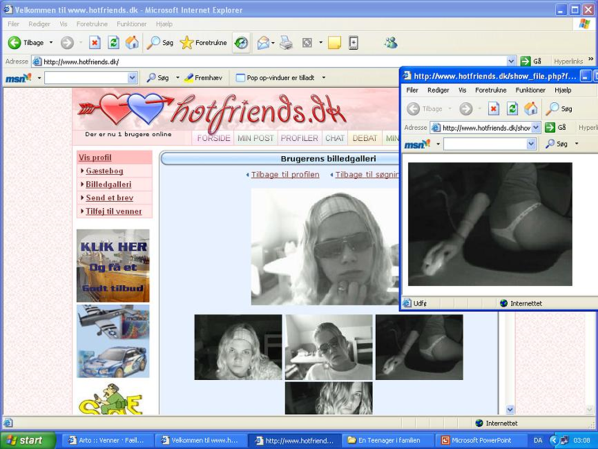 Velkommen til www.hotfriends.dk - Microsoft Internet Explorer
Filer Rediger Vis Foretrukne Funktioner Hjælp
Tilbage Søg Foretrukne
Adresse http://www.hotfriends.dk/ Gå Hyperlinks »
msn Søg Fremhæv Pop op-vinduer er tilladt
http://www.hotfriends.dk/show_file.php?f...
Filer Rediger Vis Foretrukne Funktioner
Tilbage Søg
Adresse http://www.hotfriends.dk/show Gå
msn Søg »
Udfø Internettet
hotfriends.dk
Der er nu 1 brugere online
FORSIDE MIN POST PROFILER CHAT DEBAT MIN
Vis profil
Gæstebog
Billedgalleri
Send et brev
Tilføj til venner
KLIK HER
Og få et
Godt tilbud
Brugerens billedgalleri
Tilbage til profilen Tilbage til søgnin
Internettet
start
Arto :: Venner - Fæll...
Velkommen til www.h...
http://www.hotfriend...
En Teenager i familien
Microsoft PowerPoint
DA 03:08